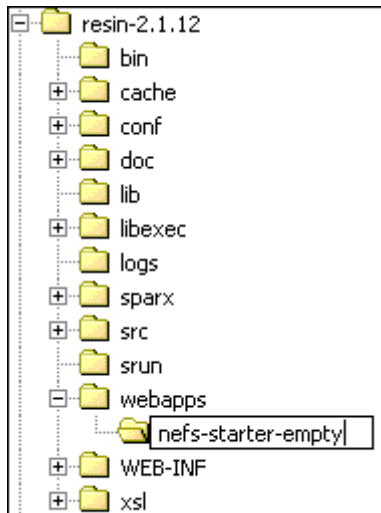 resin-2.1.12
bin
cache
conf
doc
lib
libexec
logs
sparx
src
srun
webapps
nefs-starter-empty
WEB-INF
xsl